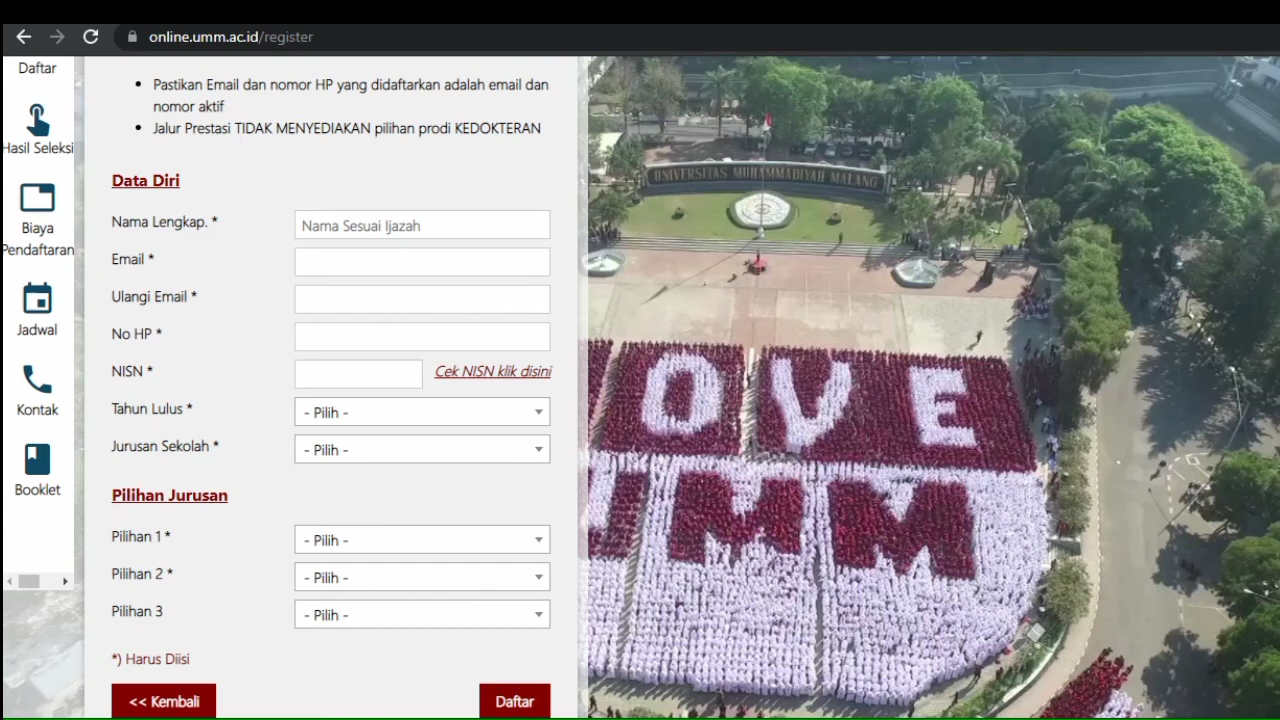 online.umm.ac.id/register
Daftar
Hasil Seleksi
Biaya
Pendaftaran
Jadwal
Kontak
Booklet
• Pastikan Email dan nomor HP yang didaftarkan adalah email dan
nomor aktif
• Jalur Prestasi TIDAK MENYEDIAKAN pilihan prodi KEDOKTERAN
Data Diri
Nama Lengkap. * Nama Sesuai Ijazah
Email *
Ulangi Email *
No HP *
NISN * Cek NISN klik disini
Tahun Lulus * - Pilih -
Jurusan Sekolah * - Pilih -
Pilihan Jurusan
Pilihan 1 * - Pilih -
Pilihan 2 * - Pilih -
Pilihan 3 - Pilih -
*) Harus Diisi
<< Kembali Daftar
UNIVERSITAS MUHAMMADIYAH MALANG
OVE
UMM